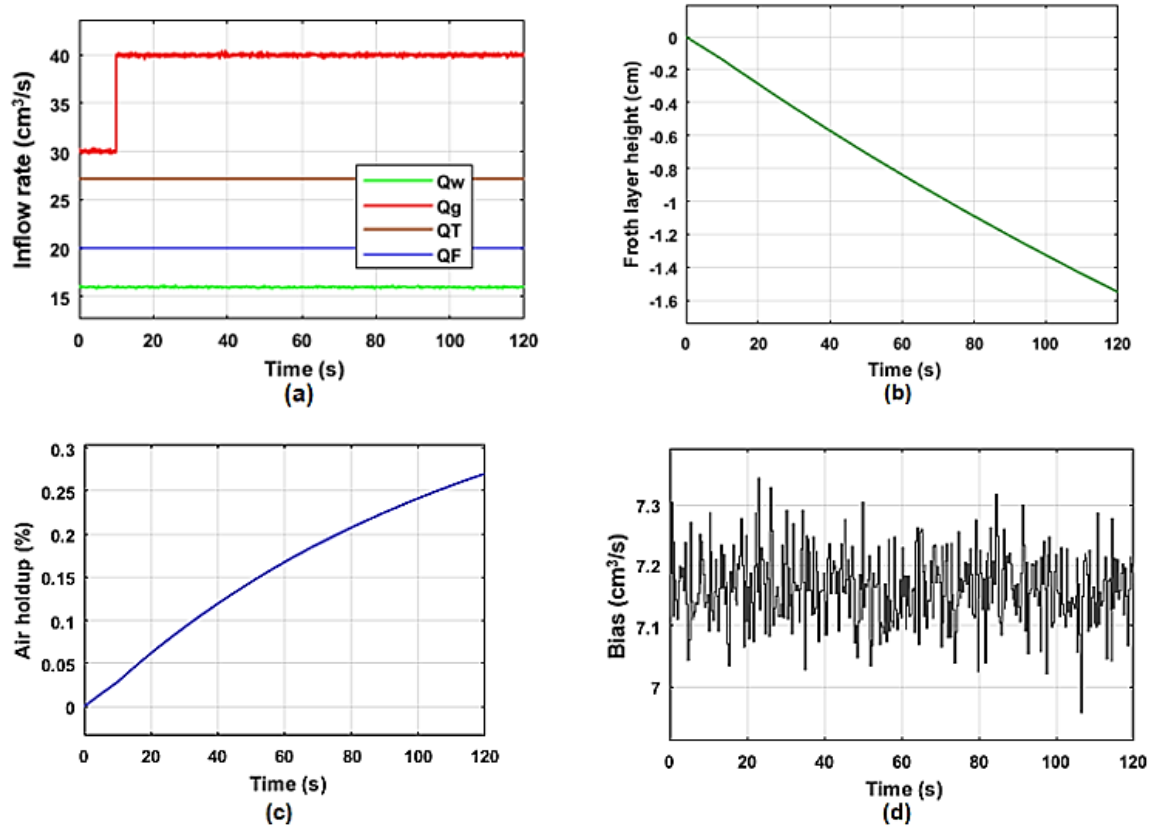 Inflow rate (cm³/s)
40
35
30
25
20
15
Qw
Qg
QT
QF
0 20 40 60 80 100 120
Time (s)
(a)
Froth layer height (cm)
0
-0.2
-0.4
-0.6
-0.8
-1
-1.2
-1.4
-1.6
0 20 40 60 80 100 120
Time (s)
(b)
Air holdup (%)
0.3
0.25
0.2
0.15
0.1
0.05
0
0 20 40 60 80 100 120
Time (s)
(c)
Bias (cm³/s)
7.3
7.2
7.1
7
0 20 40 60 80 100 120
Time (s)
(d)